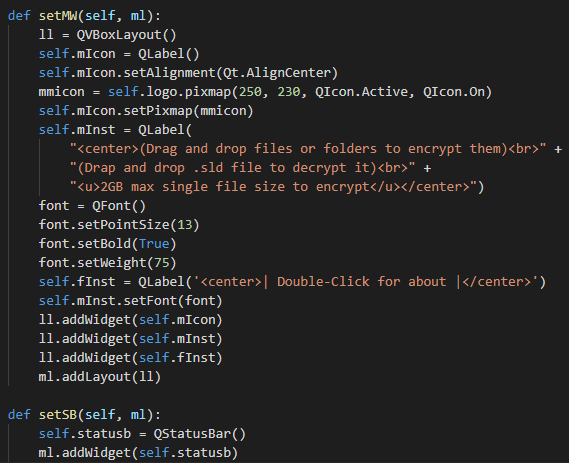 def setMW(self, ml):
    ll = QVBoxLayout()
    self.mIcon = QLabel()
    self.mIcon.setAlignment(Qt.AlignCenter)
    mmicon = self.logo.pixmap(250, 230, QIcon.Active, QIcon.On)
    self.mIcon.setPixmap(mmicon)
    self.mInst = QLabel(
        "<center>(Drag and drop files or folders to encrypt them)<br>" +
        "(Drap and drop .sld file to decrypt it)<br>" +
        "<u>2GB max single file size to encrypt</u></center>")
    font = QFont()
    font.setPointSize(13)
    font.setBold(True)
    font.setWeight(75)
    self.fInst = QLabel('<center>| Double-Click for about |</center>')
    self.mInst.setFont(font)
    ll.addWidget(self.mIcon)
    ll.addWidget(self.mInst)
    ll.addWidget(self.fInst)
    ml.addLayout(ll)

def setSB(self, ml):
    self.statusb = QStatusBar()
    ml.addWidget(self.statusb)